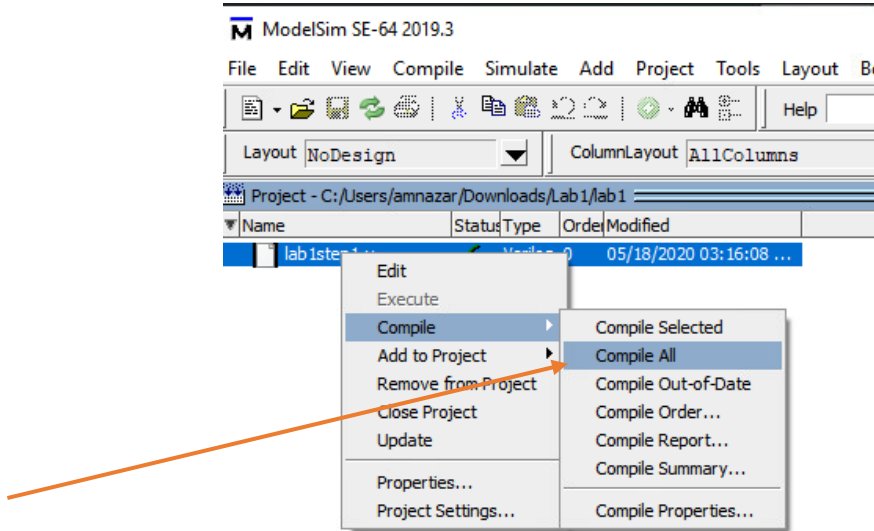 ModelSim SE-64 2019.3
File Edit View Compile Simulate Add Project Tools Layout
Help
Layout NoDesign ColumnLayout AllColumns
Project - C:/Users/amnazar/Downloads/Lab1/lab1
Name Status Type Order Modified
0 05/18/2020 03:16:08 ...
Edit
Execute
Compile
Add to Project
Remove from Project
Close Project
Update
Properties...
Project Settings...
Compile Selected
Compile All
Compile Out-of-Date
Compile Order...
Compile Report...
Compile Summary...
Compile Properties...